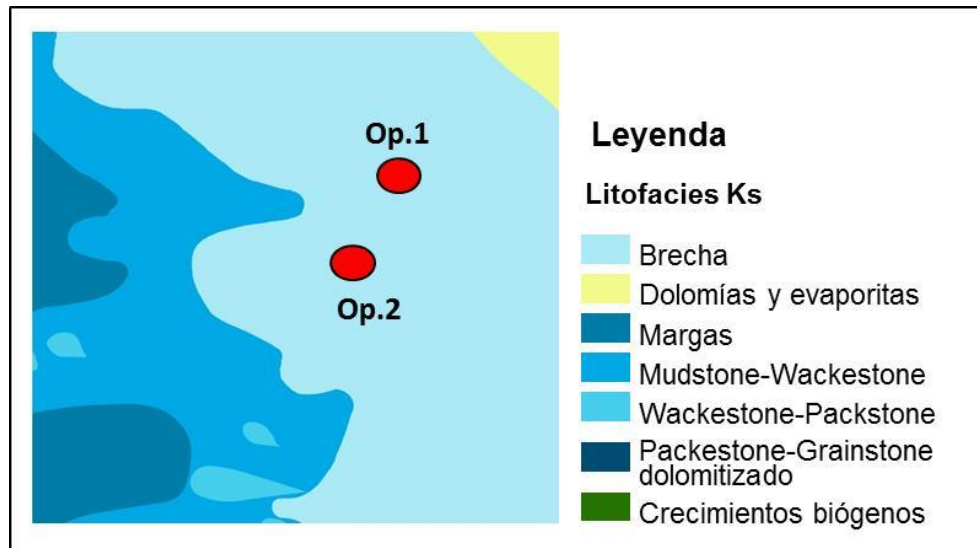 Op.1
Op.2
Leyenda
Litofacies Ks
Brecha
Dolomías y evaporitas
Margas
Mudstone-Wackestone
Wackestone-Packstone
Packestone-Grainstone
dolomitizado
Crecimientos biógenos